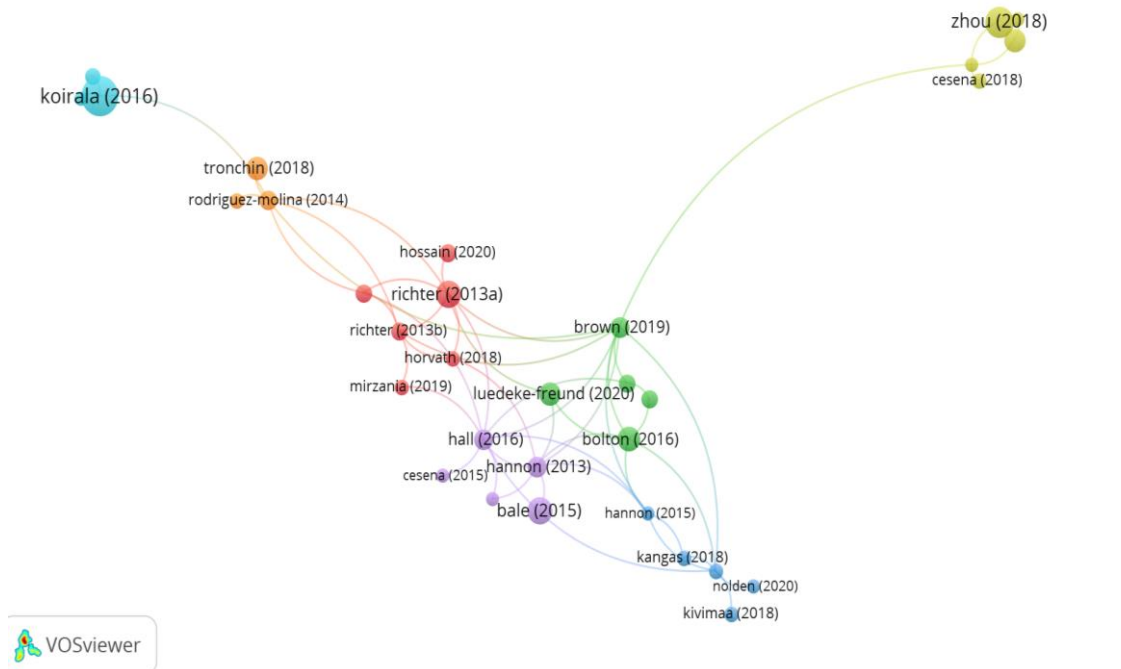 zhou (2018)
cesena (2018)
koirala (2016)
tronchin (2018)
rodriguez-molina (2014)
hossain (2020)
richter (2013a)
richter (2013b)
brown (2019)
horvath (2018)
mirzania (2019)
luedeke-freund (2020)
hall (2016)
bolton (2016)
hannon (2013)
cesena (2015)
bale (2015)
hannon (2015)
kangas (2018)
nolden (2020)
kivimaa (2018)
VOSviewer